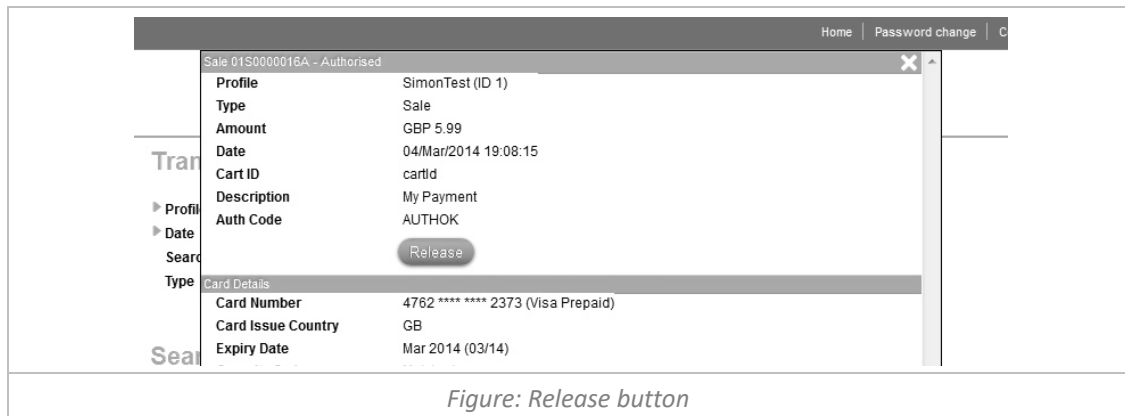 Home Password change C
Sale 01S0000016A - Authorised
Profile SimonTest (ID 1)
Type Sale
Amount GBP 5.99
Date 04/Mar/2014 19:08:15
Cart ID cartId
Description My Payment
Auth Code AUTHOK
Release
Tran
Profil
Date
Searc
Type
Card Details
Card Number 4762 **** **** 2373 (Visa Prepaid)
Card Issue Country GB
Expiry Date Mar 2014 (03/14)
Sear
Figure: Release button